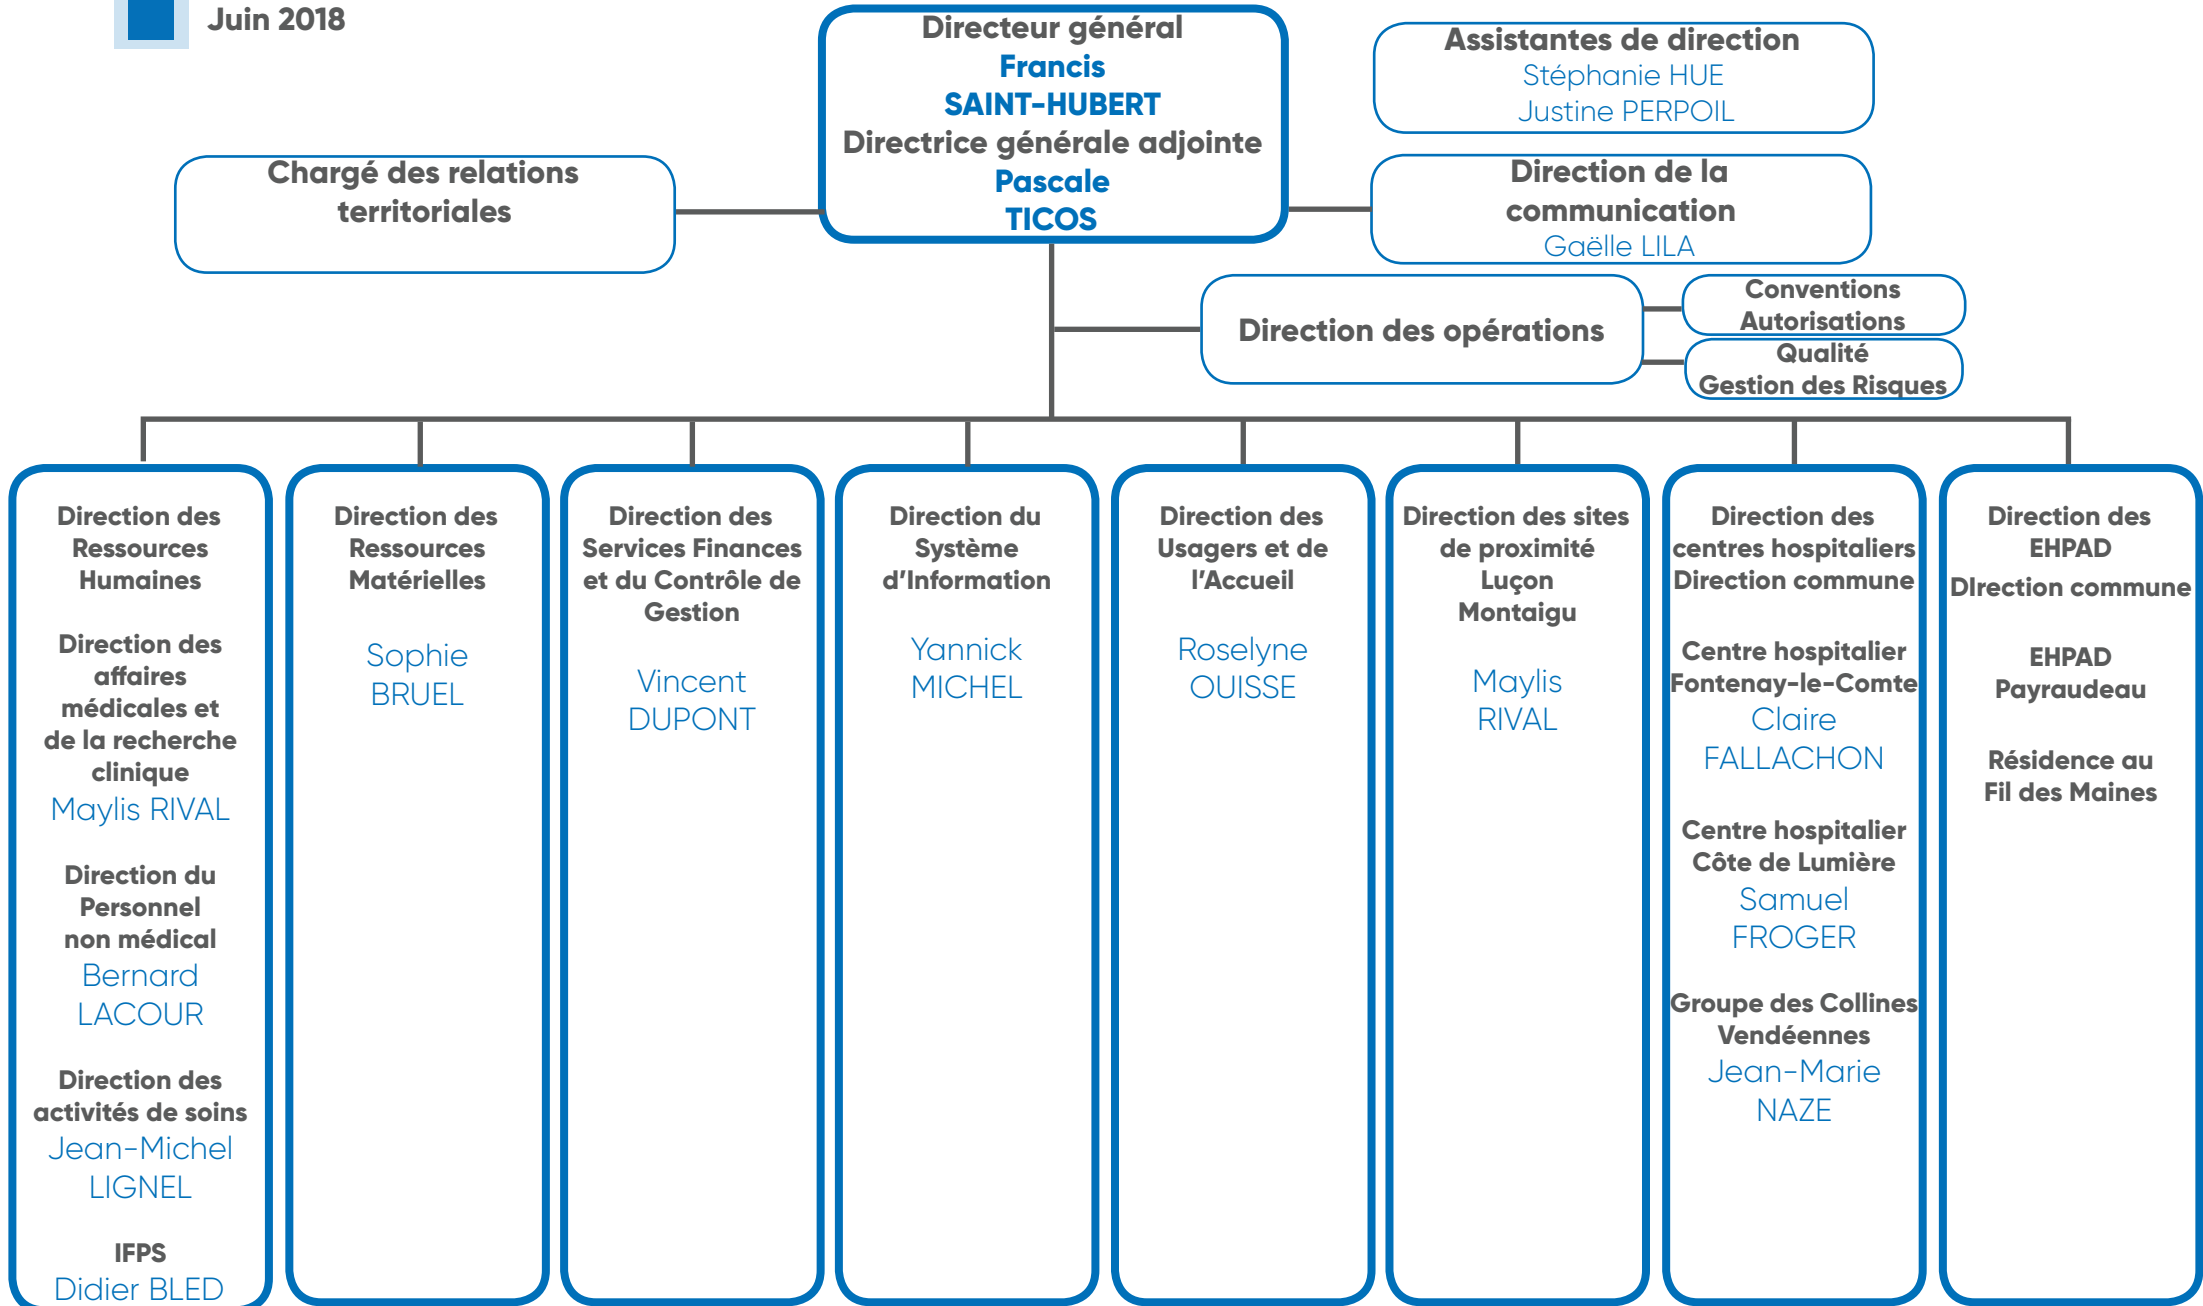 Juin 2018
Directeur général
Francis
SAINT-HUBERT
Directrice générale adjointe
Pascale
TICOS
Assistantes de direction
Stéphanie HUE
Justine PERPOIL
Chargé des relations
territoriales
Direction de la
communication
Gaëlle LILA
Direction des opérations
Conventions
Autorisations
Qualité
Gestion des Risques
Direction des
Ressources
Humaines
Direction des
affaires
médicales et
de la recherche
clinique
Maylis RIVAL
Direction du
Personnel
non médical
Bernard
LACOUR
Direction des
activités de soins
Jean-Michel
LIGNEL
IFPS
Didier BLED
Direction des
Ressources
Matérielles
Sophie
BRUEL
Direction des
Services Finances
et du Contrôle de
Gestion
Vincent
DUPONT
Direction du
Système
d'Information
Yannick
MICHEL
Direction des
Usagers et de
l'Accueil
Roselyne
OUISSE
Direction des sites
de proximité
Luçon
Montaigu
Maylis
RIVAL
Direction des
centres hospitaliers
Direction commune
Centre hospitalier
Fontenay-le-Comte
Claire
FALLACHON
Centre hospitalier
Côte de Lumière
Samuel
FROGER
Groupe des Collines
Vendéennes
Jean-Marie
NAZE
Direction des
EHPAD
DIrection commune
EHPAD
Payraudeau
Résidence au
Fil des Maines